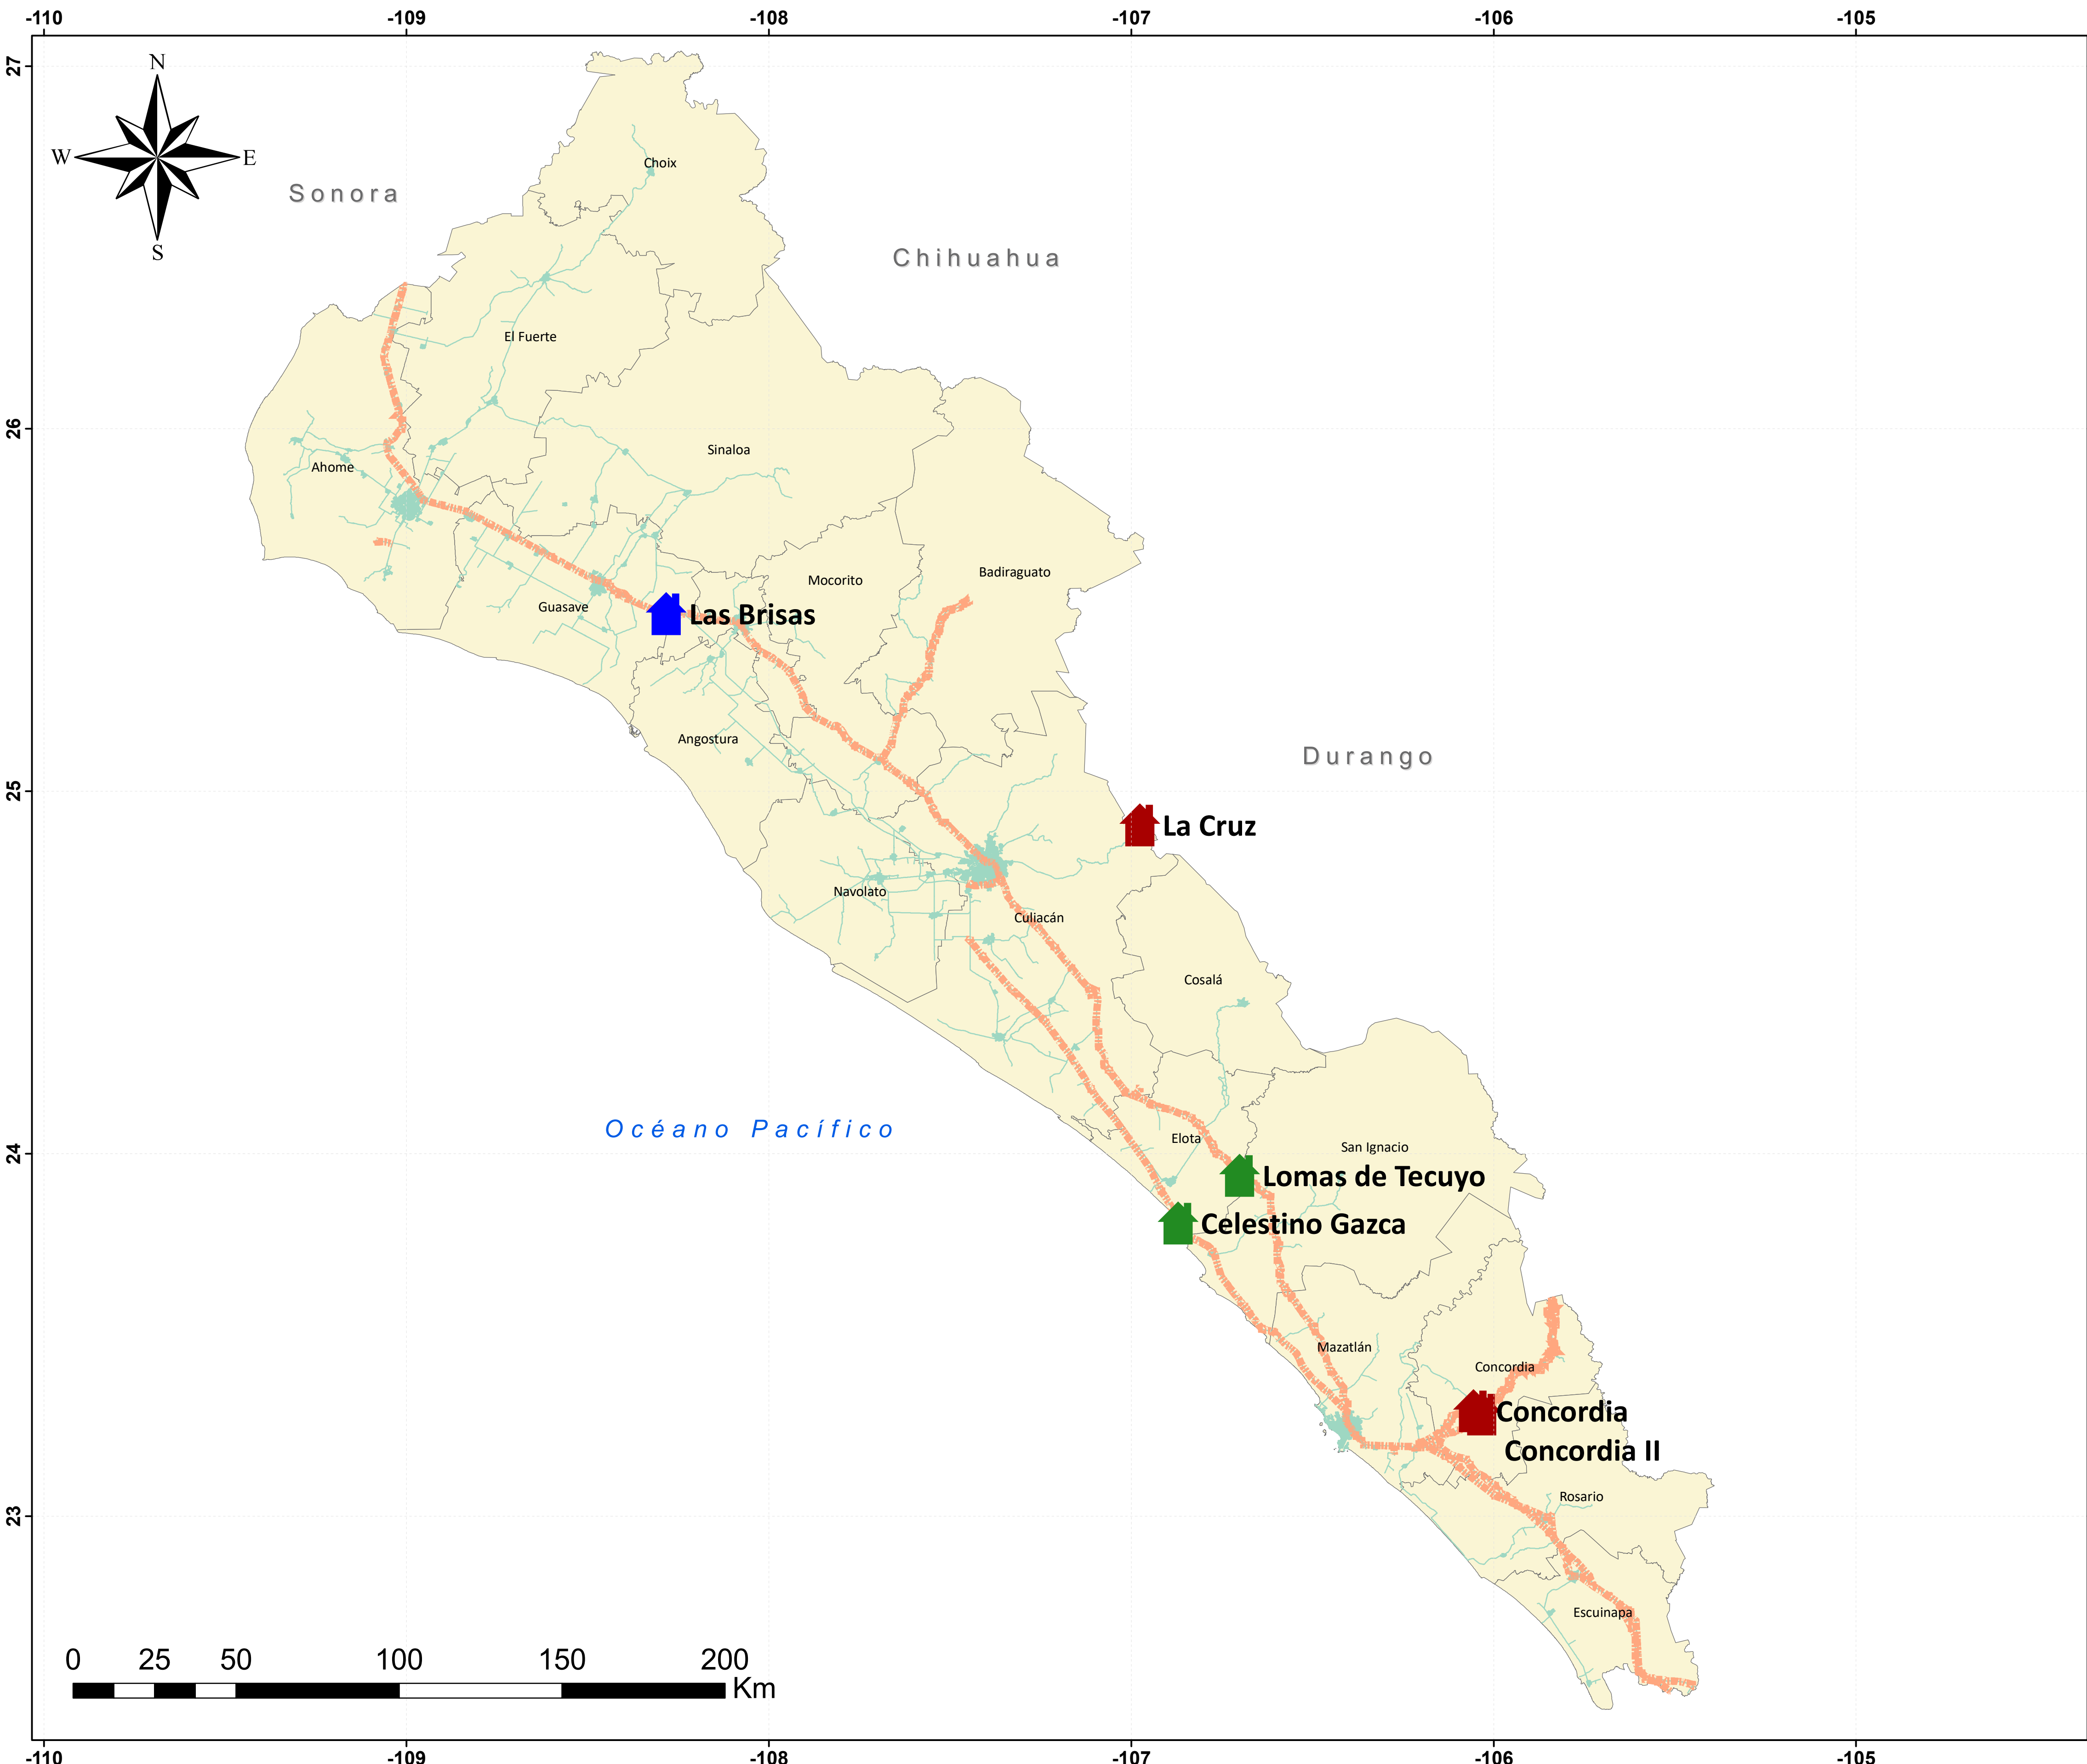 -110 -109 -108 -107 -106 -105
27
N
W E
S
Choix
Sonora
Chihuahua
El Fuerte
26
Sinaloa
Ahome
Badiraguato
Mocorito
Guasave
Las Brisas
Angostura
Durango
25
La Cruz
Navolato
Culiacán
Cosalá
Océano Pacífico
Elota
San Ignacio
24
Lomas de Tecuyo
Celestino Gazca
Mazatlán
Concordia
Concordia
Concordia II
Rosario
23
Escuinapa
0 25 50 100 150 200
Km
-110 -109 -108 -107 -106 -105